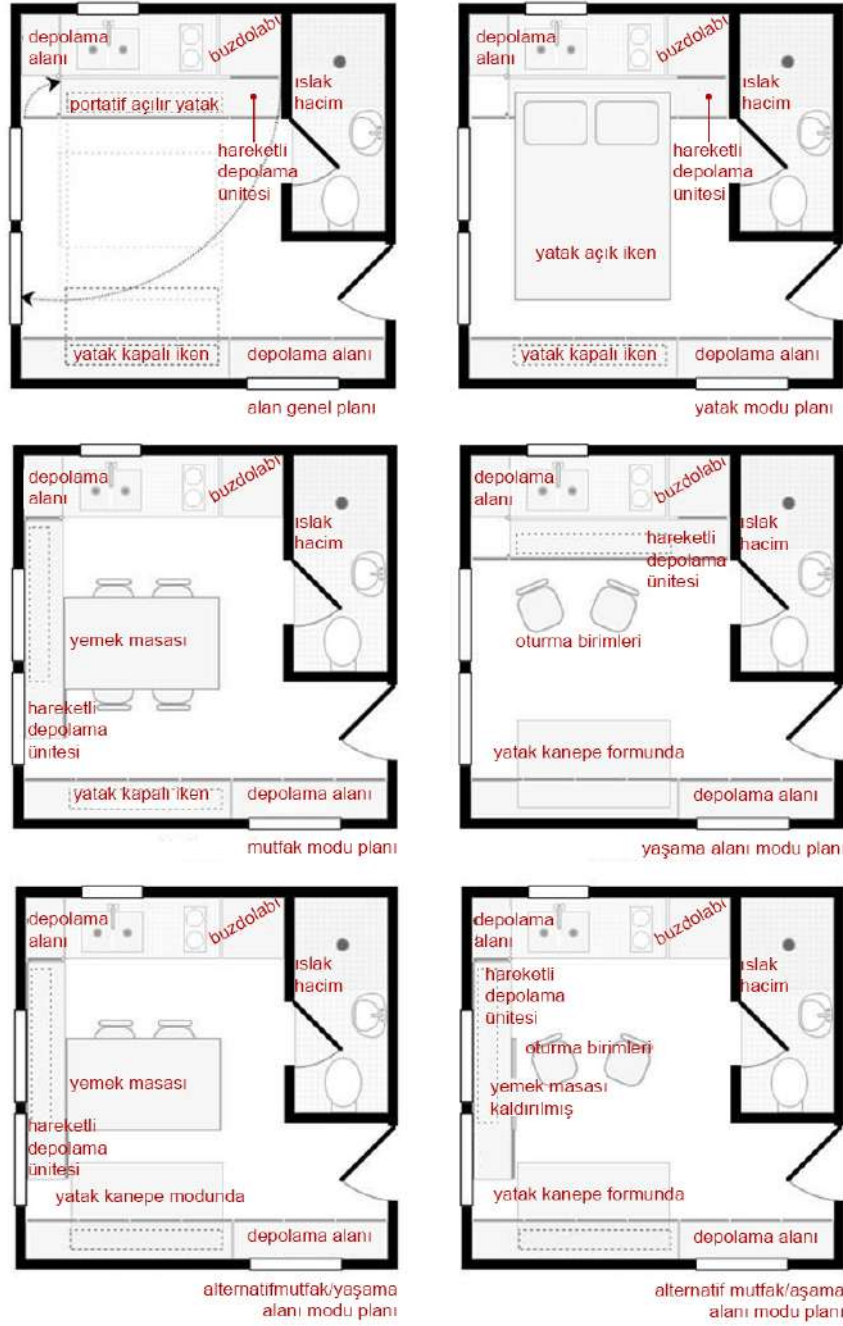 depolama
alanı
buzdolabı
ıslak
hacim
portatif açılır yatak
hareketli
depolama
ünitesi
yatak kapalı iken
depolama alanı
alan genel planı
depolama
alanı
buzdolabı
ıslak
hacim
hareketli
depolama
ünitesi
yatak açık iken
yatak kapalı iken
depolama alanı
yatak modu planı
depolama
alanı
buzdolabı
ıslak
hacim
yemek masası
hareketli
depolama
ünitesi
yatak kapalı iken
depolama alanı
mutfak modu planı
depolama
alanı
buzdolabı
ıslak
hacim
hareketli
depolama
ünitesi
oturma birimleri
yatak kanepe formunda
depolama alanı
yaşama alanı modu planı
depolama
alanı
buzdolabı
ıslak
hacim
yemek masası
hareketli
depolama
ünitesi
yatak kanepe modunda
depolama alanı
alternatifmutfak/yaşama
alanı modu planı
depolama
alanı
buzdolabı
ıslak
hacim
hareketli
depolama
ünitesi
oturma birimleri
yemek masası
kaldırılmış
yatak kanepe formunda
depolama alanı
alternatif mutfak/aşama
alanı modu planı